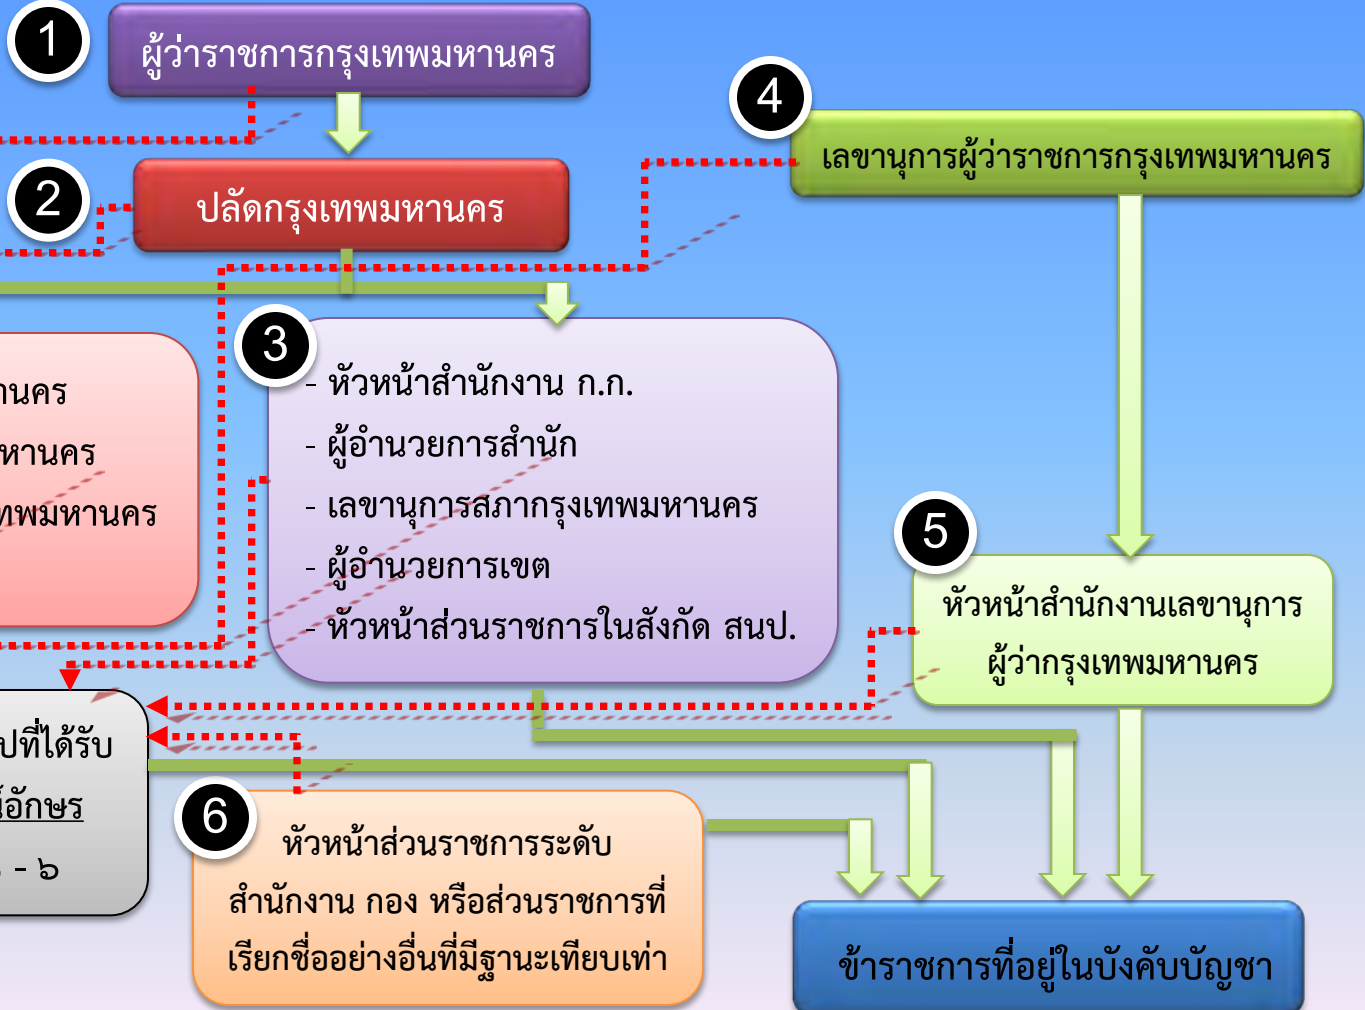 1
ผู้ว่าราชการกรุงเทพมหานคร
4
เลขานุการผู้ว่าราชการกรุงเทพมหานคร
2
ปลัดกรุงเทพมหานคร
3
- หัวหน้าสำนักงาน ก.ก.
- ผู้อำนวยการสำนัก
- เลขานุการสภากรุงเทพมหานคร
- ผู้อำนวยการเขต
- หัวหน้าส่วนราชการในสังกัด สนป.
านคร
หานคร
ทพมหานคร
5
หัวหน้าสำนักงานเลขานุการ
ผู้ว่ากรุงเทพมหานคร
ปที่ได้รับ
อักษร
- ๖
6
หัวหน้าส่วนราชการระดับ
สำนักงาน กอง หรือส่วนราชการที่
เรียกชื่ออย่างอื่นที่มีฐานะเทียบเท่า
ข้าราชการที่อยู่ในบังคับบัญชา